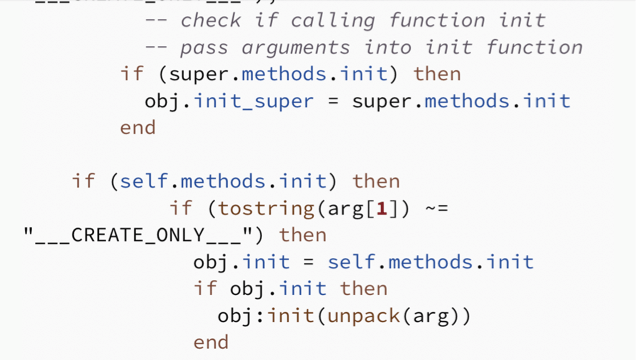 -- check if calling function init
-- pass arguments into init function
if (super.methods.init) then
obj.init_super = super.methods.init
end
if (self.methods.init) then
if (tostring(arg[1]) ~=
"___CREATE_ONLY___") then
obj.init = self.methods.init
if obj.init then
obj:init(unpack(arg))
end